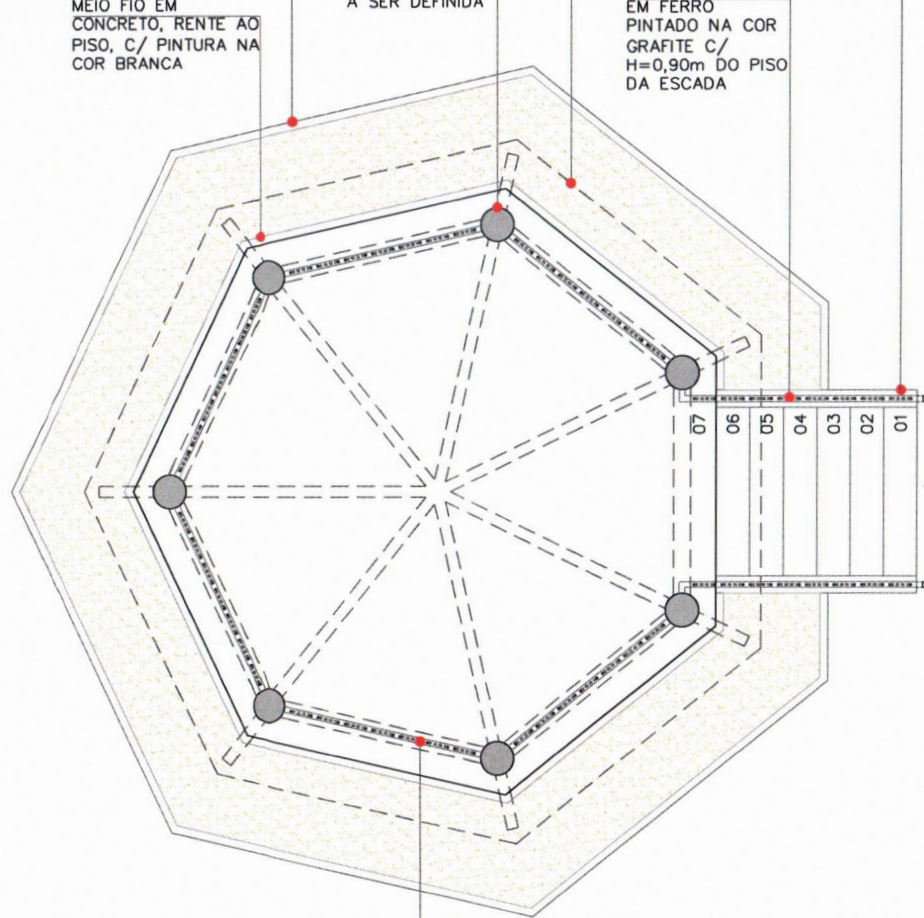 MEIO FIO EM
CONCRETO, RENTE AO
PISO, C/ PINTURA NA
COR BRANCA
A SER DEFINIDA
EM FERRO
PINTADO NA COR
GRAFITE C/
H=0,90m DO PISO
DA ESCADA
07
06
05
04
03
02
01